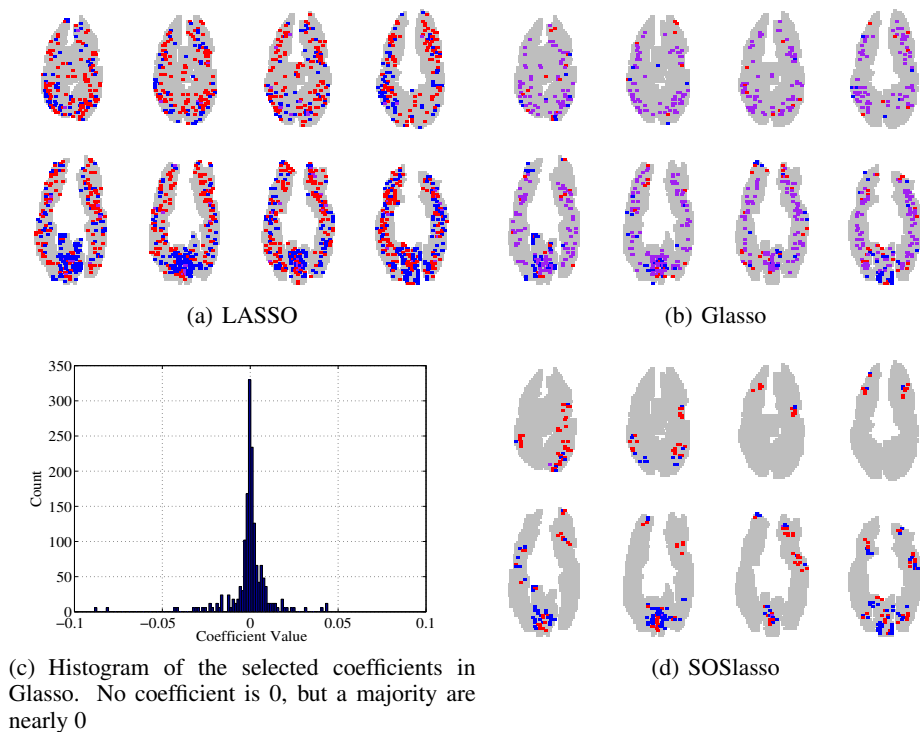 (a) LASSO
(b) Glasso
350
300
250
200
150
100
50
0
Count
−0.1
−0.05
0
0.05
0.1
Coefficient Value
(c) Histogram of the selected coefficients in
Glasso. No coefficient is 0, but a majority are
nearly 0
(d) SOSlasso